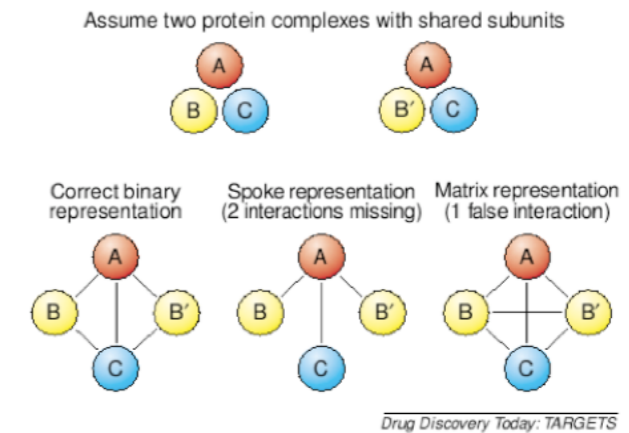 Assume two protein complexes with shared subunits
A
A
B
C
B′
C
Correct binary
representation
Spoke representation
(2 interactions missing)
Matrix representation
(1 false interaction)
A
B
B′
C
A
B
B′
C
A
B
B′
C
Drug Discovery Today: TARGETS